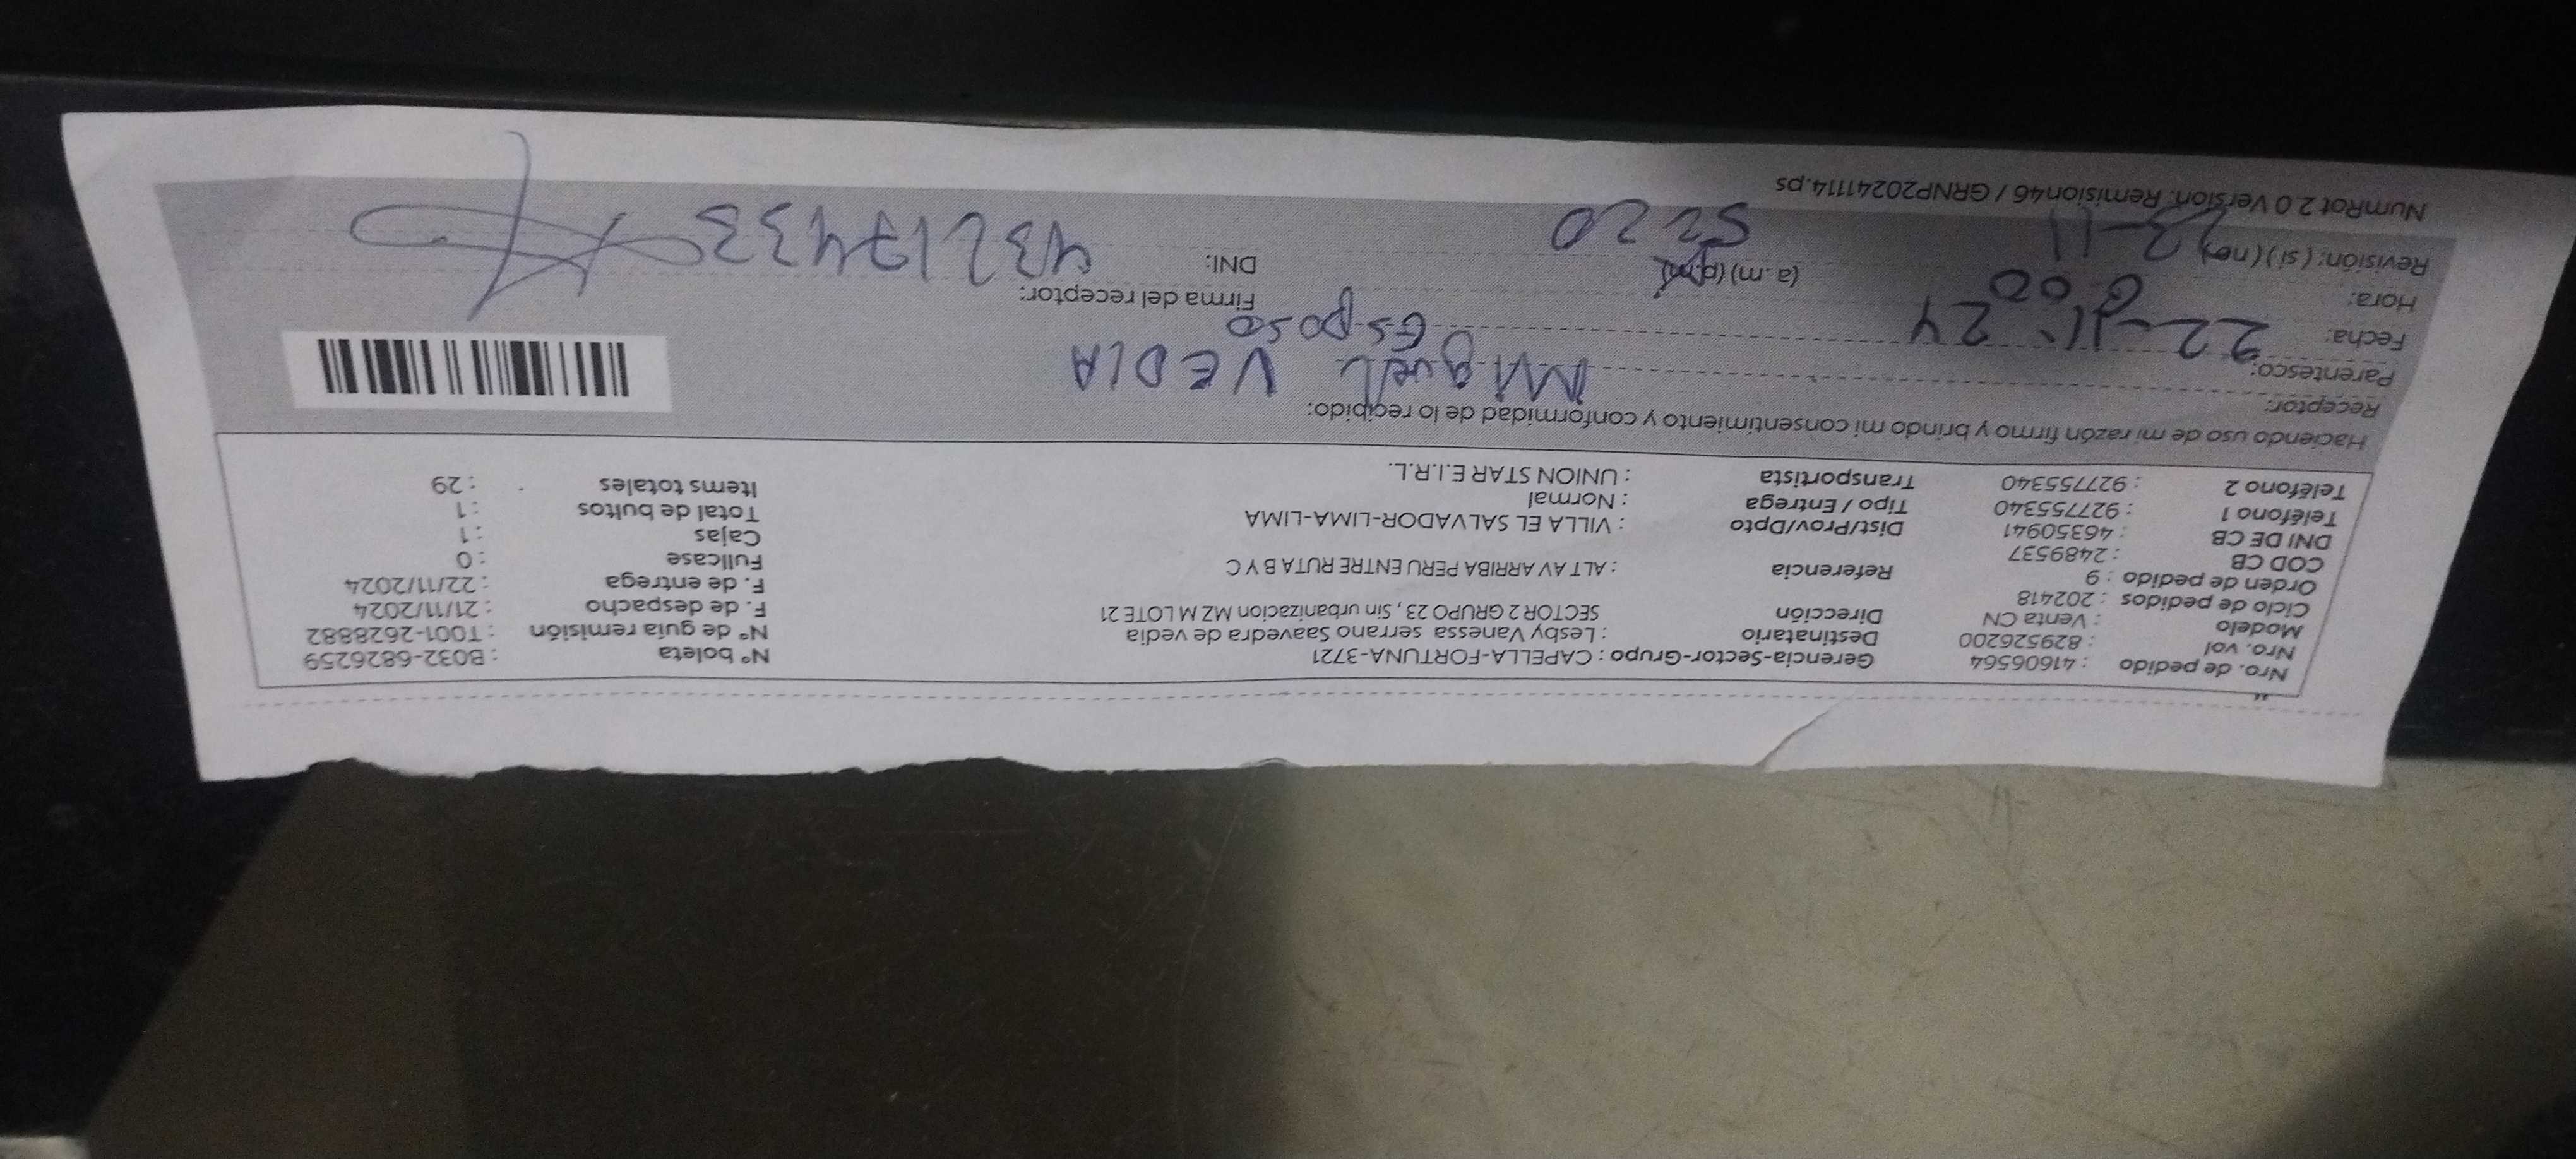 Nro. de pedido : 41606564 Gerencia-Sector-Grupo : CAPELLA-FORTUNA-3721 N° boleta : B032-6826259
Nro. vol : 829526200 Destinatario : Lesby Vanessa serrano Saavedra de vedia N° de guía remisión : T001-2628882
Modelo : Venta CN Dirección SECTOR 2 GRUPO 23 , Sin urbanizacion MZ M LOTE 21 F. de despacho : 21/11/2024
Ciclo de pedidos : 202418 F. de entrega : 22/11/2024
Orden de pedido : 9 Referencia : ALT AV ARRIBA PERU ENTRE RUTA B Y C Fullcase : 0
COD CB : 2489537 Cajas : 1
DNI DE CB : 46350941 Dist/Prov/Dpto : VILLA EL SALVADOR-LIMA-LIMA Total de bultos : 1
Teléfono 1 : 927755340 Tipo / Entrega : Normal Items totales : 29
Teléfono 2 : 927755340 Transportista : UNION STAR E.I.R.L.
Haciendo uso de mi razón firmo y brindo mi consentimiento y conformidad de lo recibido:
Receptor: MiguEL VEDIA
Parentesco: Esposo
Fecha: 22-11-24 Firma del receptor:
Hora: (a.m) (p.m) DNI: 43217433
Revisión: ( sí ) ( no )
NumRot 2.0 Version: Remision46 / GRNP20241114.ps